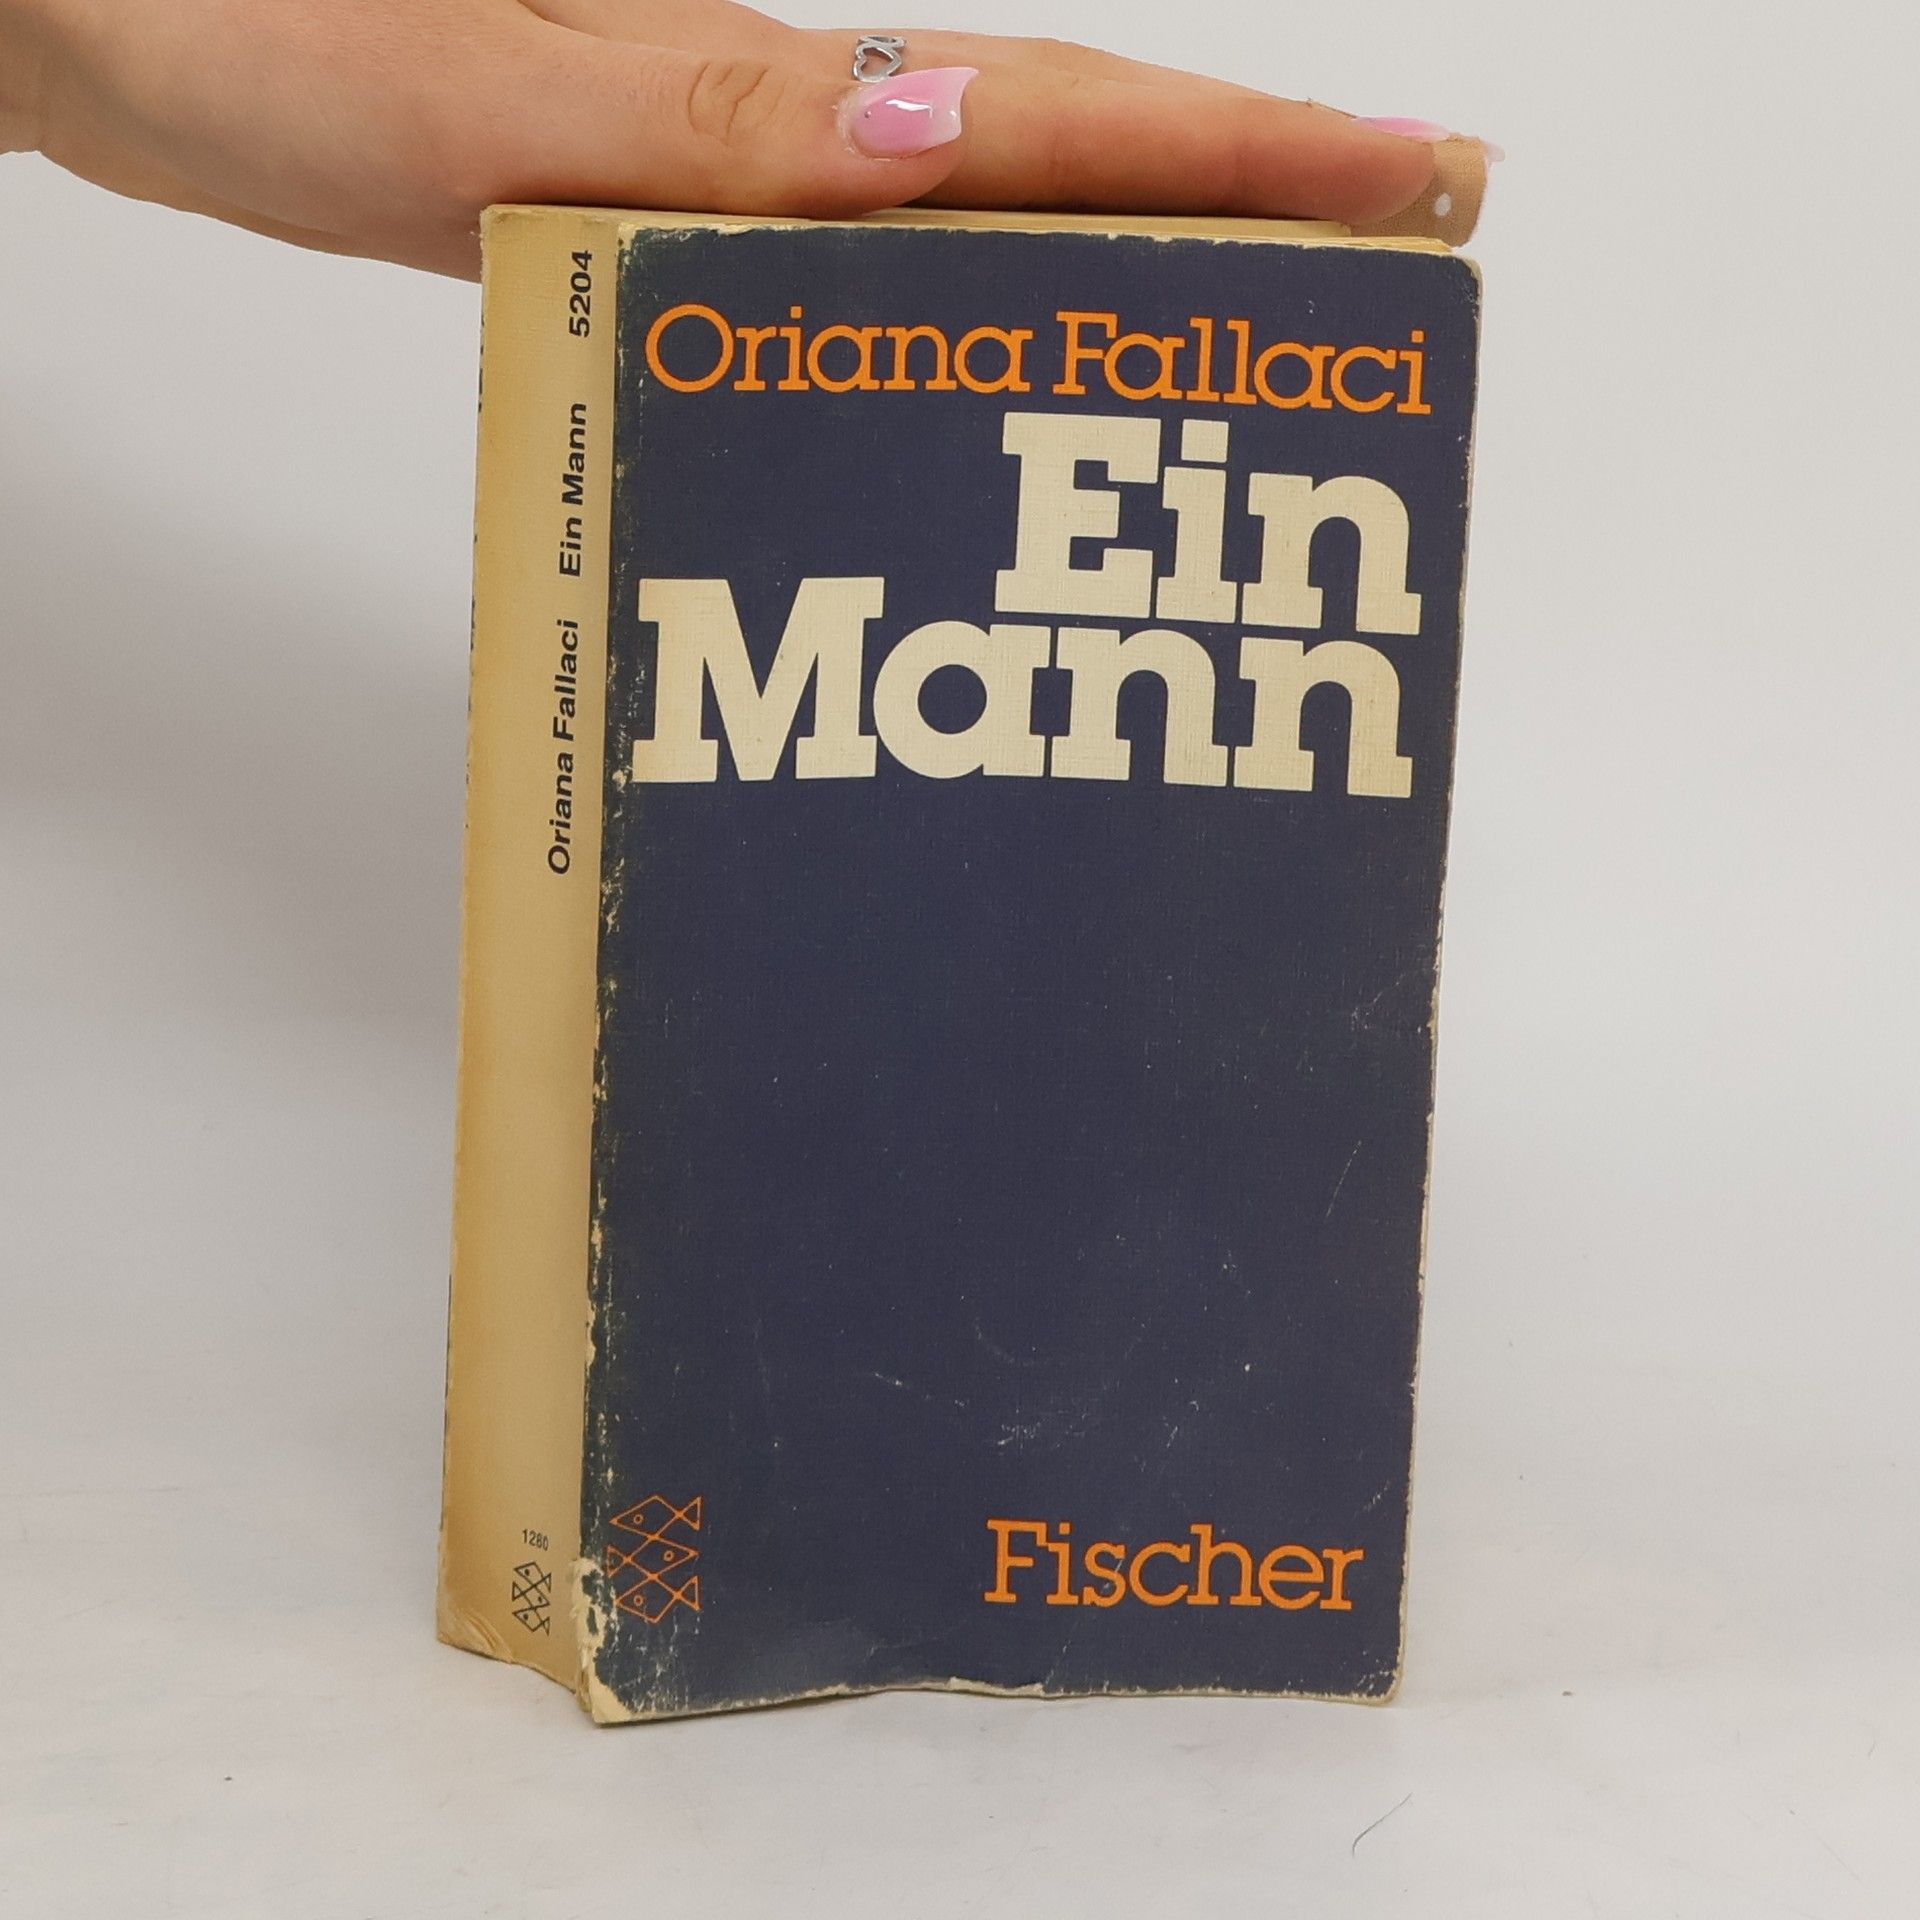 Oriana Fallaci
Ein
Mann
Fischer
Oriana Fallaci Ein Mann 5204
1280